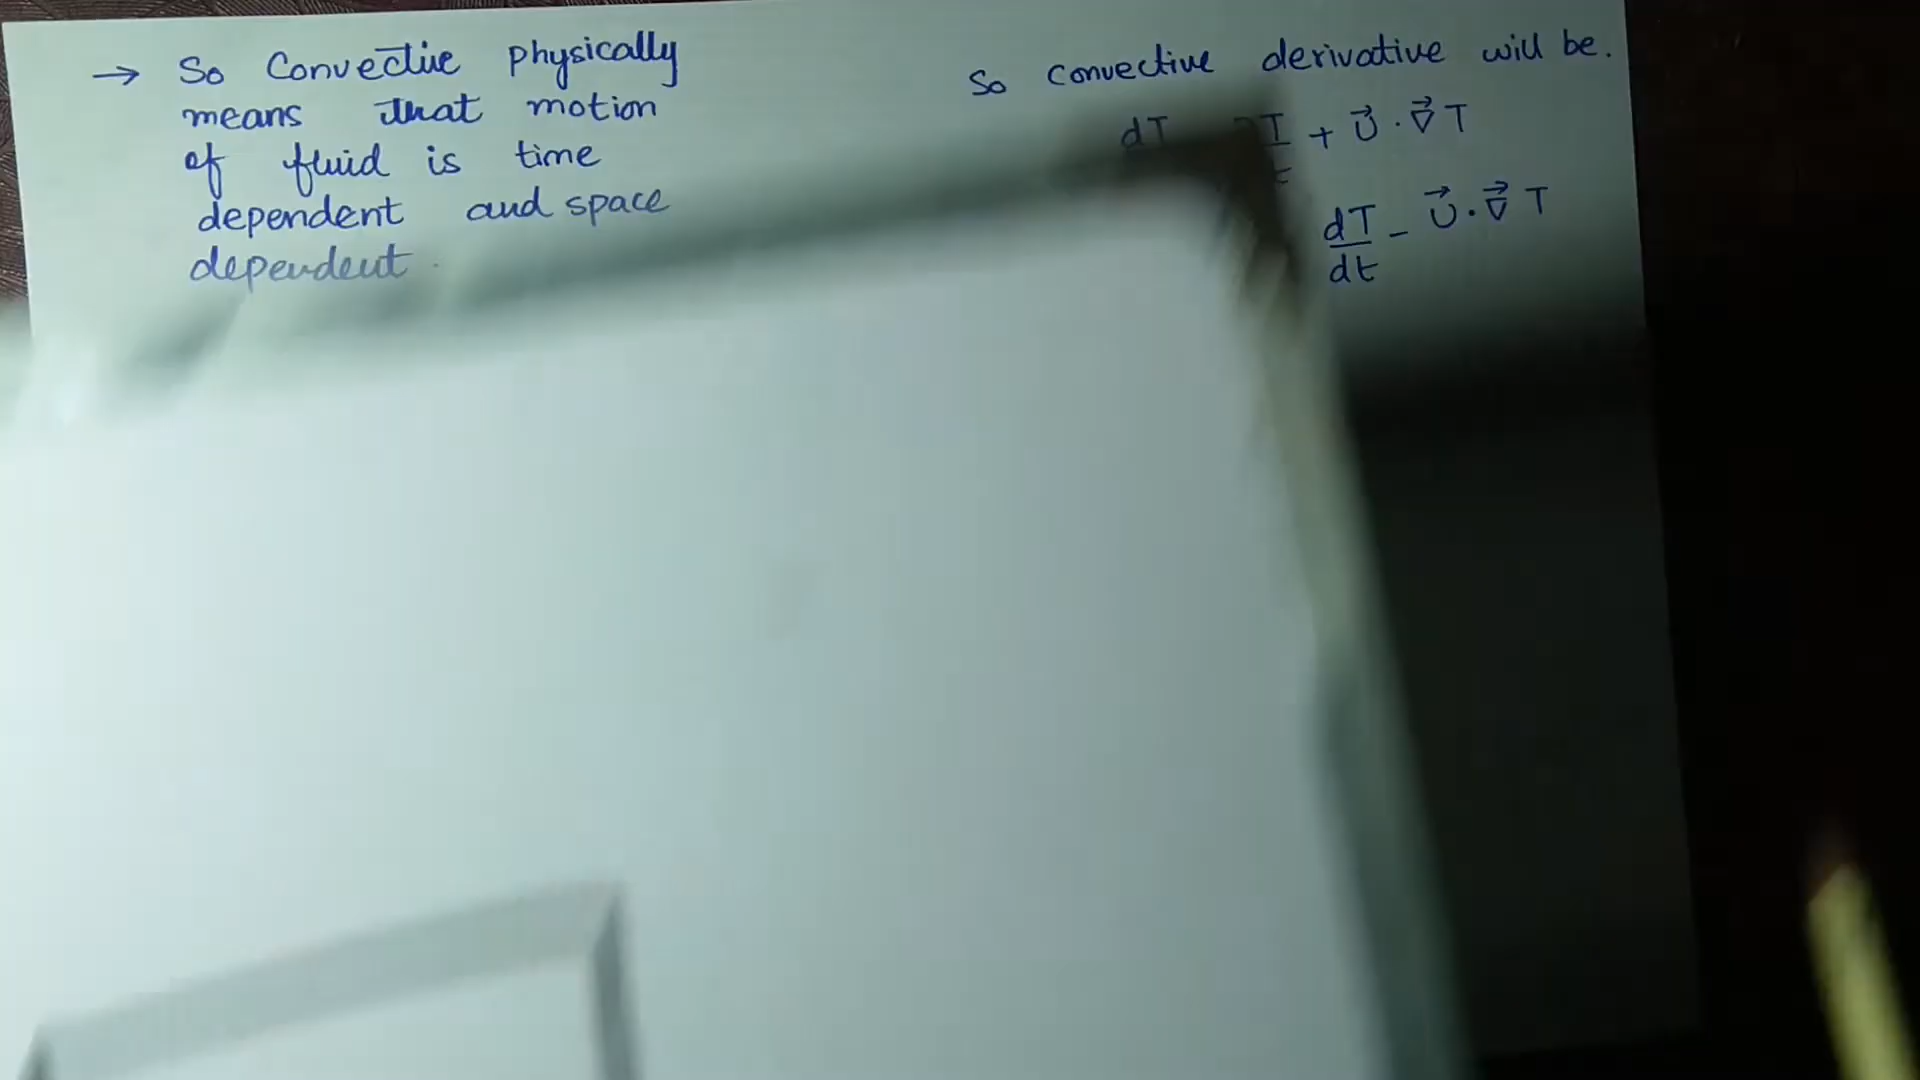 → So Convective physically
means that motion
of fluid is time
dependent and space
dependent.
So convective derivative will be.
dT + U⃗ · ∇⃗ T
dT/dt - U⃗ · ∇⃗ T